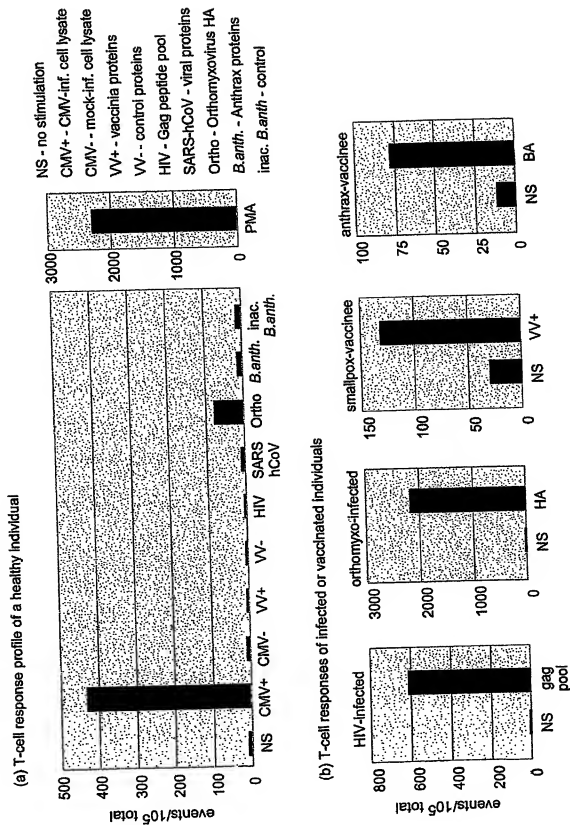 (a) T-cell response profile of a healthy individual
500
400
300
200
100
0
events/10⁵ total
NS
CMV+
CMV-
VV+
VV-
HIV
SARS
hCoV
Ortho
B.anth.
inac.
B.anth.
3000
2000
1000
0
PMA
NS - no stimulation
CMV+ - CMV-inf. cell lysate
CMV- - mock-inf. cell lysate
VV+ - vaccinia proteins
VV- - control proteins
HIV - Gag peptide pool
SARS-hCoV - viral proteins
Ortho - Orthomyxovirus HA
B.anth. - Anthrax proteins
inac. B.anth - control
(b) T-cell responses of infected or vaccinated individuals
HIV-infected
800
600
400
200
0
events/10⁵ total
NS
gag
pool
orthomyxo-infected
3000
2000
1000
0
NS
HA
smallpox-vaccinee
150
100
50
0
NS
VV+
anthrax-vaccinee
100
75
50
25
0
NS
BA